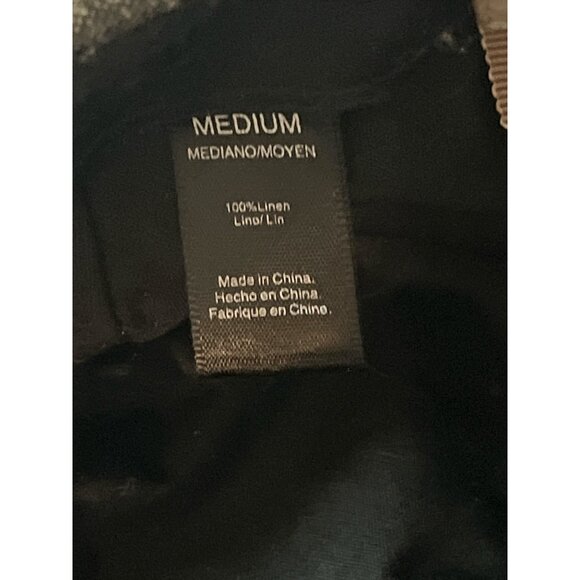 MEDIUM
MEDIANO/MOYEN
100%Linen
Lino/Lin
Made in China.
Hecho en China.
Fabrique en Chine.